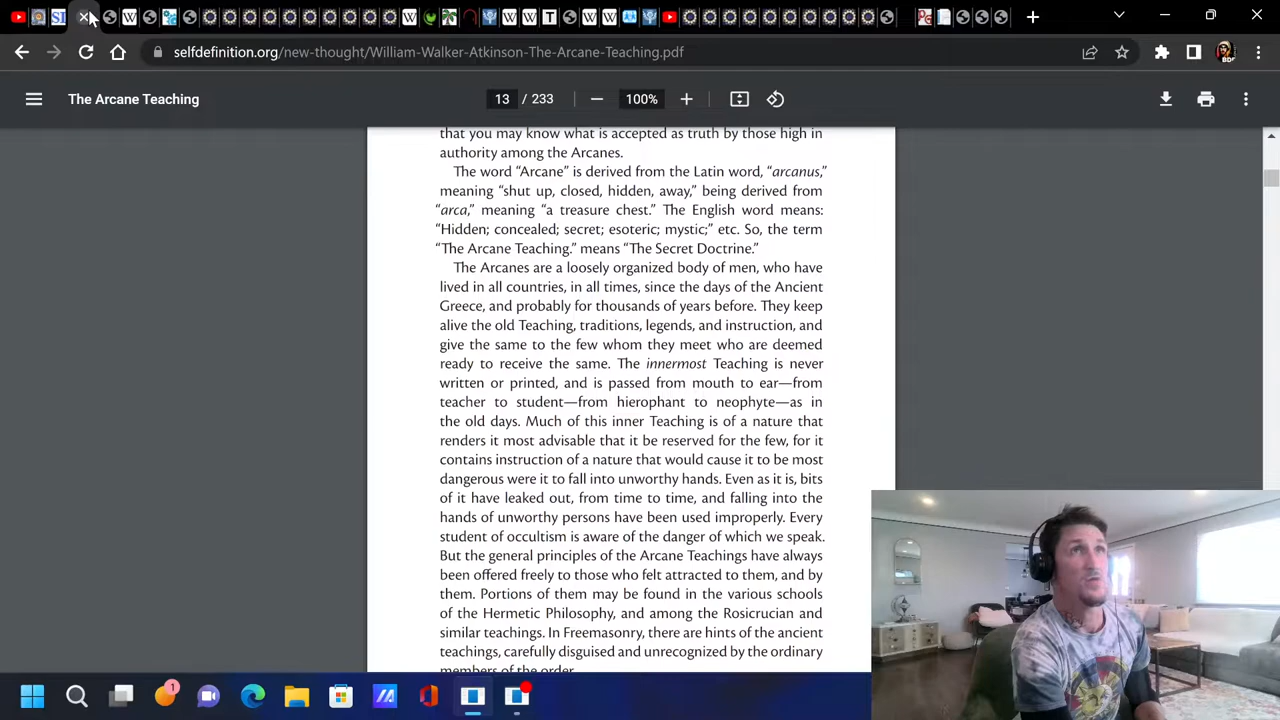 selfdefinition.org/new-thought/William-Walker-Atkinson-The-Arcane-Teaching.pdf
The Arcane Teaching
13 / 233
100%
that you may know what is accepted as truth by those high in
authority among the Arcanes.
The word “Arcane” is derived from the Latin word, “arcanus,”
meaning “shut up, closed, hidden, away,” being derived from
“arca,” meaning “a treasure chest.” The English word means:
“Hidden; concealed; secret; esoteric; mystic;” etc. So, the term
“The Arcane Teaching.” means “The Secret Doctrine.”
The Arcanes are a loosely organized body of men, who have
lived in all countries, in all times, since the days of the Ancient
Greece, and probably for thousands of years before. They keep
alive the old Teaching, traditions, legends, and instruction, and
give the same to the few whom they meet who are deemed
ready to receive the same. The innermost Teaching is never
written or printed, and is passed from mouth to ear—from
teacher to student—from hierophant to neophyte—as in
the old days. Much of this inner Teaching is of a nature that
renders it most advisable that it be reserved for the few, for it
contains instruction of a nature that would cause it to be most
dangerous were it to fall into unworthy hands. Even as it is, bits
of it have leaked out, from time to time, and falling into the
hands of unworthy persons have been used improperly. Every
student of occultism is aware of the danger of which we speak.
But the general principles of the Arcane Teachings have always
been offered freely to those who felt attracted to them, and by
them. Portions of them may be found in the various schools
of the Hermetic Philosophy, and among the Rosicrucian and
similar teachings. In Freemasonry, there are hints of the ancient
teachings, carefully disguised and unrecognized by the ordinary
members of the order.